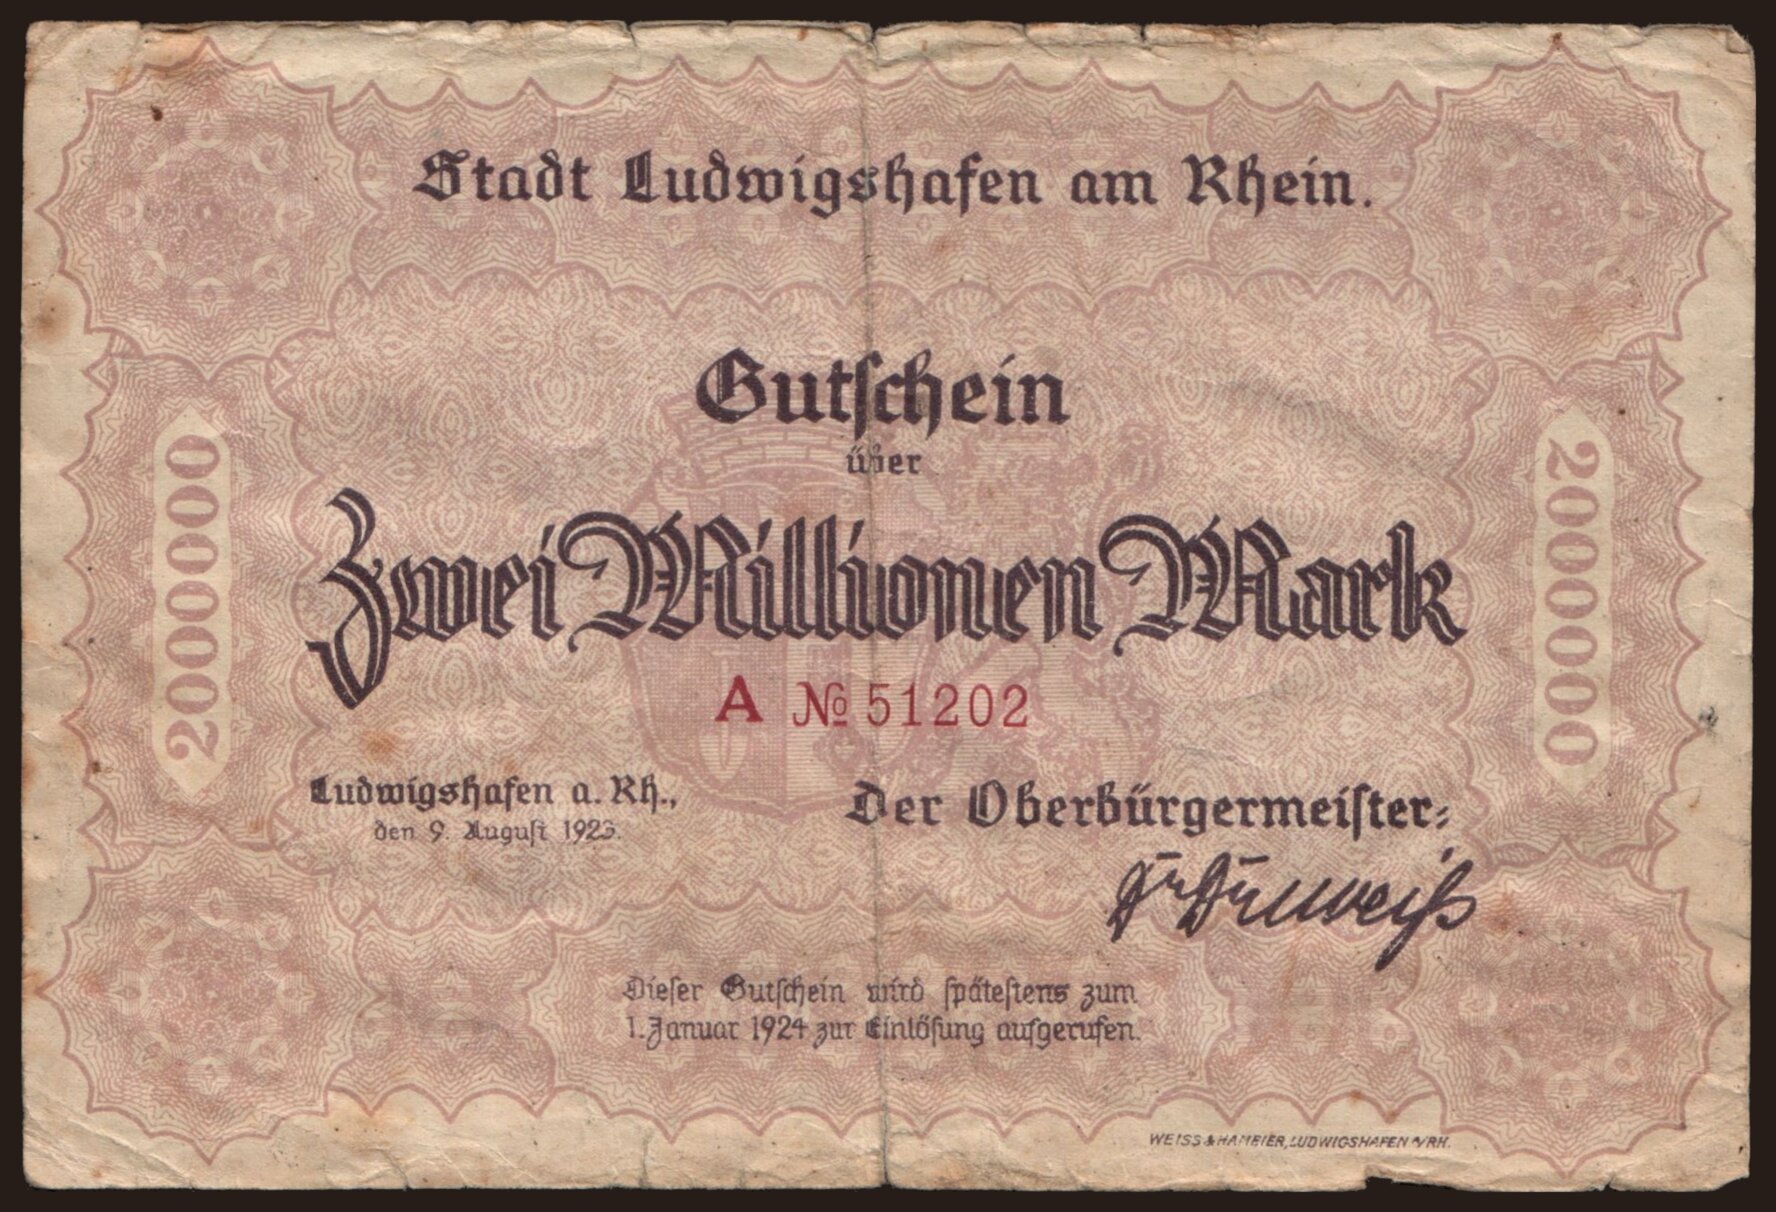 Stadt Ludwigshafen am Rhein.
Gutschein
über
Zwei Millionen Mark
2000000
2000000
A № 51202
Ludwigshafen a. Rh.,
den 9. August 1923.
Der Oberbürgermeister:
Dieser Gutschein wird spätestens zum
1. Januar 1924 zur Einlösung aufgerufen.
WEISS & HAMEIER, LUDWIGSHAFEN a/RH.